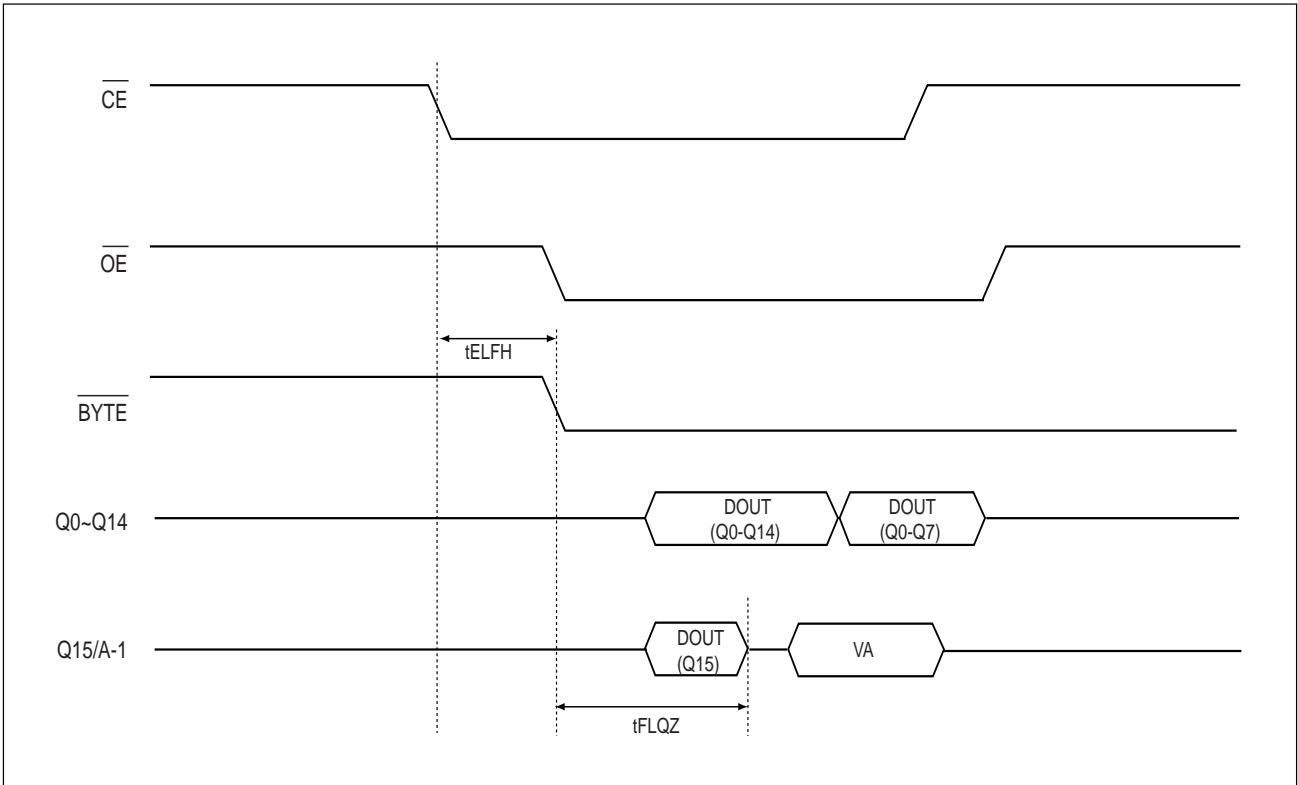 CE
OE
tELFH
BYTE
Q0~Q14
DOUT
(Q0-Q14)
DOUT
(Q0-Q7)
Q15/A-1
DOUT
(Q15)
VA
tFLQZ